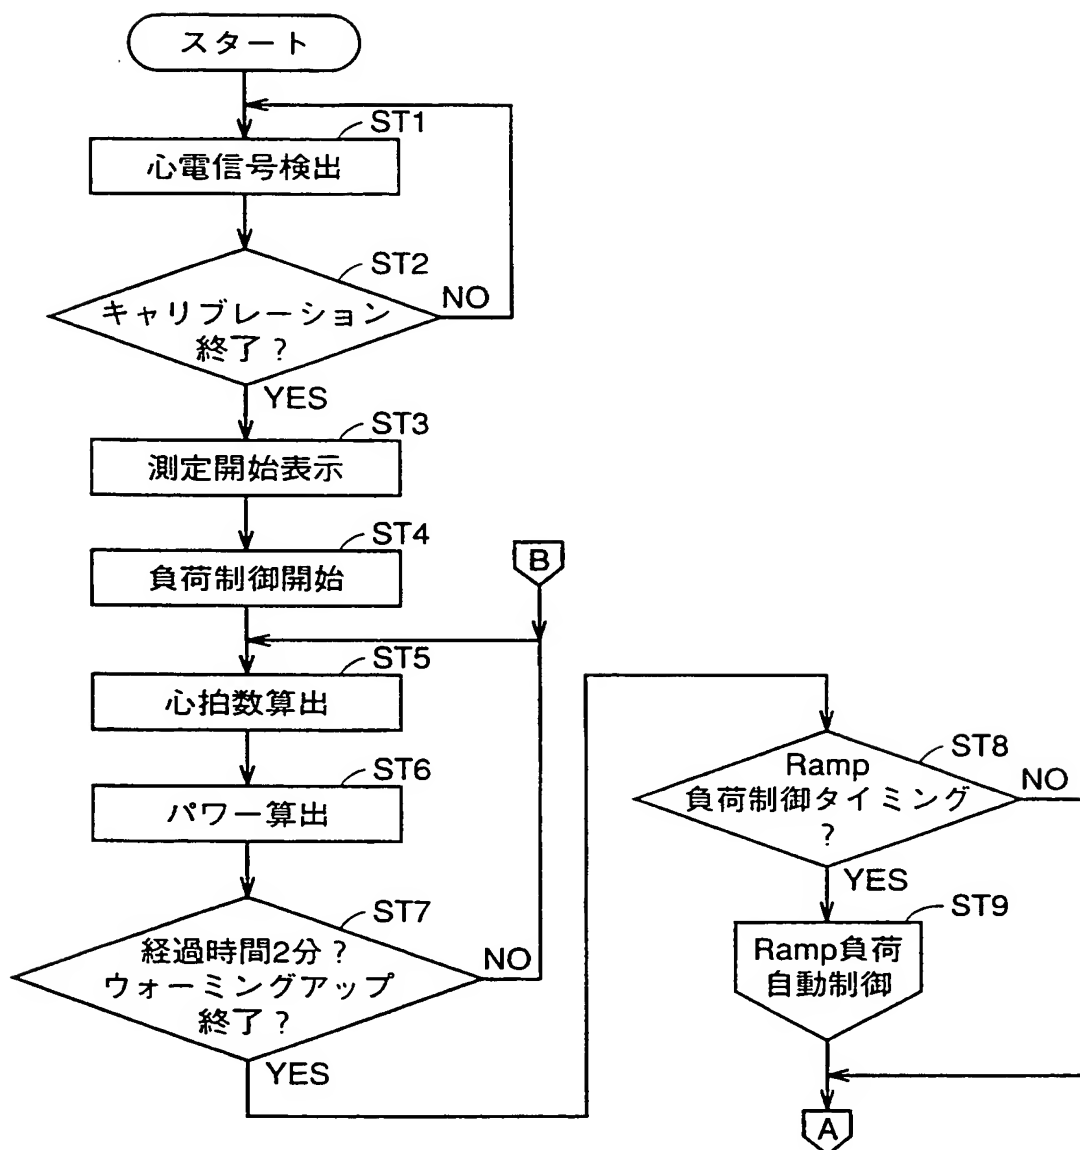 スタート
ST1
心電信号検出
ST2
キャリブレーション
終了？
NO
YES
ST3
測定開始表示
ST4
負荷制御開始
B
ST5
心拍数算出
ST6
パワー算出
ST7
経過時間2分？
ウォーミングアップ
終了？
NO
YES
ST8
Ramp
負荷制御タイミング
？
NO
YES
ST9
Ramp負荷
自動制御
A